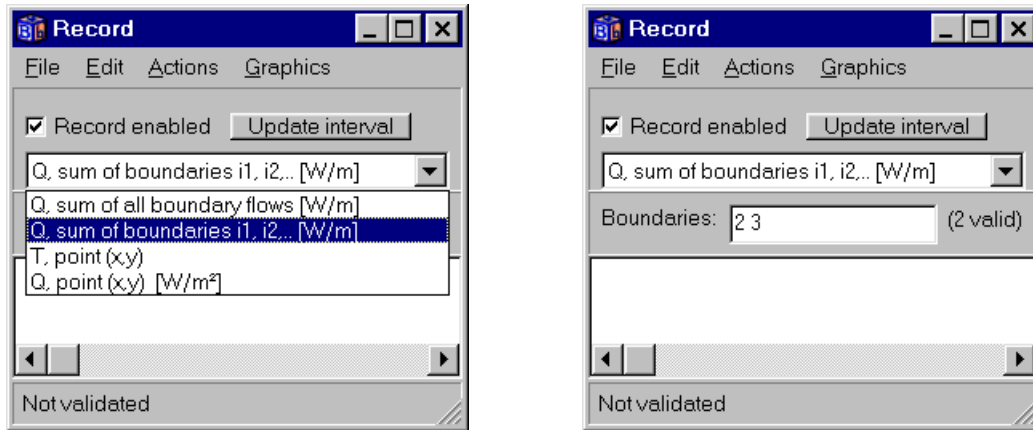 Record
File Edit Actions Graphics
Record enabled Update interval
Q, sum of boundaries i1, i2,.. [W/m]
Q, sum of all boundary flows [W/m]
Q, sum of boundaries i1, i2,.. [W/m]
T, point (x,y)
Q, point (x,y) [W/m²]
Not validated
Record
File Edit Actions Graphics
Record enabled Update interval
Q, sum of boundaries i1, i2,.. [W/m]
Boundaries: 2 3 (2 valid)
Not validated